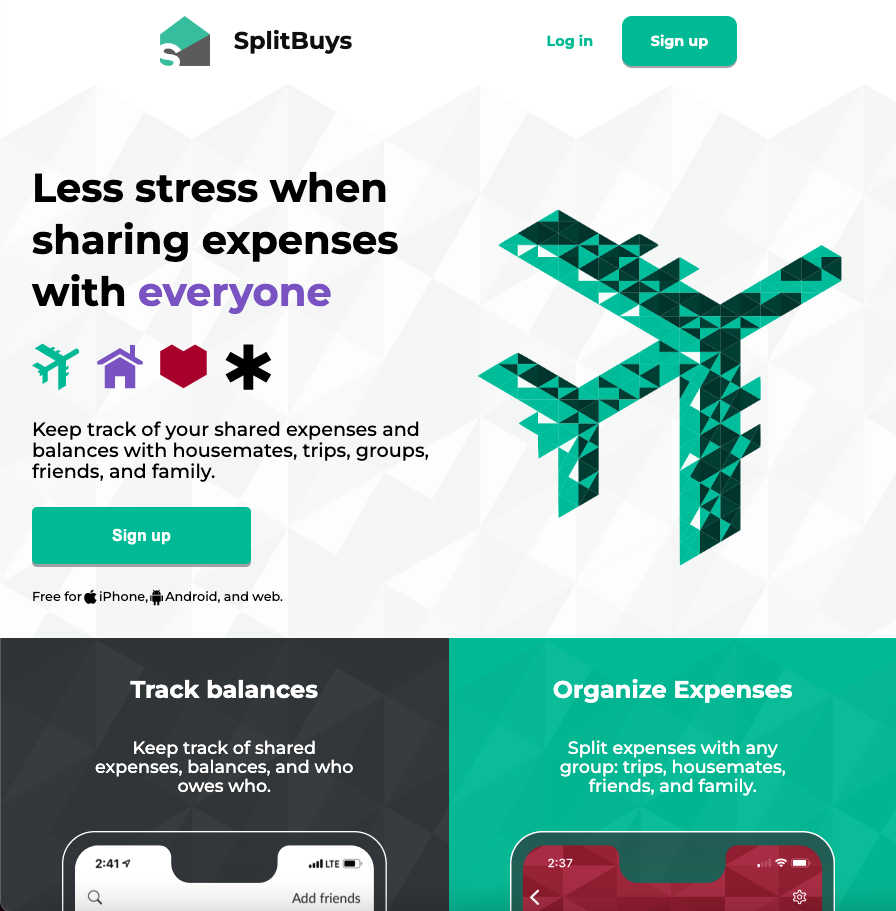 SplitBuys
Log in
Sign up
Less stress when
sharing expenses
with everyone
Keep track of your shared expenses and
balances with housemates, trips, groups,
friends, and family.
Sign up
Free for iPhone, Android, and web.
Track balances
Keep track of shared
expenses, balances, and who
owes who.
2:41
LTE
Add friends
Organize Expenses
Split expenses with any
group: trips, housemates,
friends, and family.
2:37